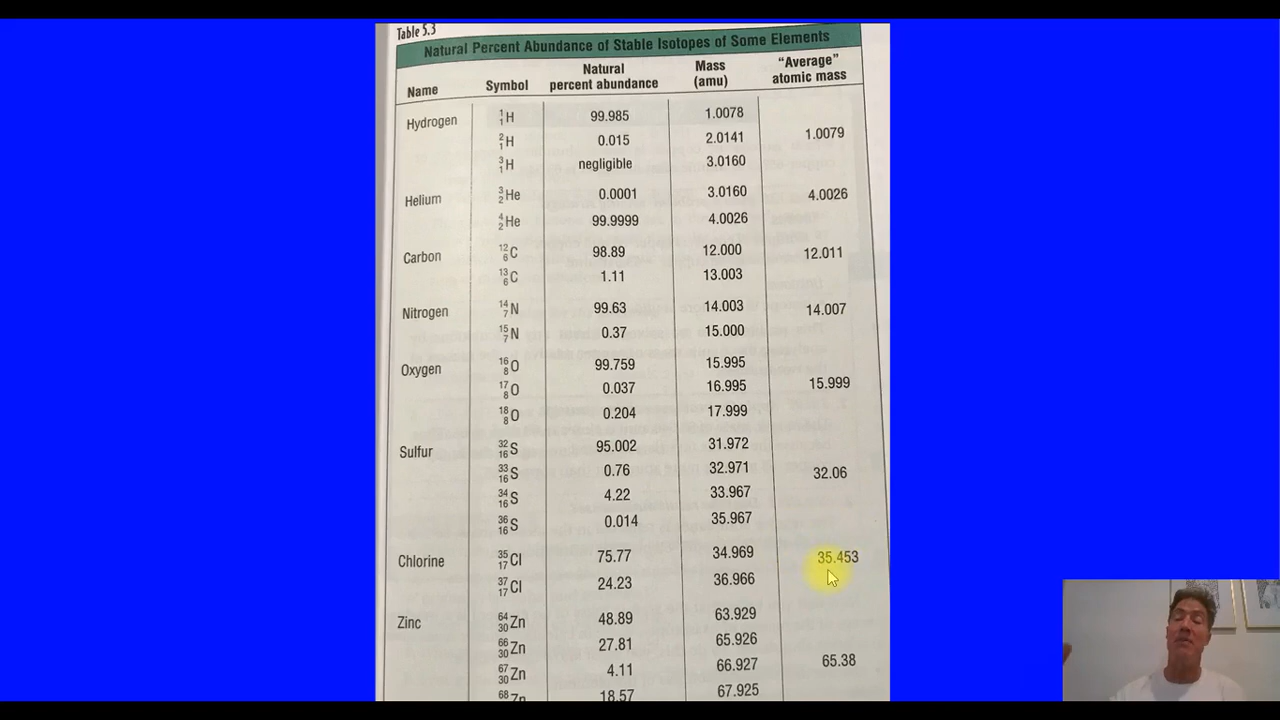 Table 5.3
Natural Percent Abundance of Stable Isotopes of Some Elements
Name Symbol Natural percent abundance Mass (amu) “Average” atomic mass
Hydrogen ¹₁H 99.985 1.0078 1.0079
²₁H 0.015 2.0141
³₁H negligible 3.0160
Helium ³₂He 0.0001 3.0160 4.0026
⁴₂He 99.9999 4.0026
Carbon ¹²₆C 98.89 12.000 12.011
¹³₆C 1.11 13.003
Nitrogen ¹⁴₇N 99.63 14.003 14.007
¹⁵₇N 0.37 15.000
Oxygen ¹⁶₈O 99.759 15.995 15.999
¹⁷₈O 0.037 16.995
¹⁸₈O 0.204 17.999
Sulfur ³²₁₆S 95.002 31.972 32.06
³³₁₆S 0.76 32.971
³⁴₁₆S 4.22 33.967
³⁶₁₆S 0.014 35.967
Chlorine ³⁵₁₇Cl 75.77 34.969 35.453
³⁷₁₇Cl 24.23 36.966
Zinc ⁶⁴₃₀Zn 48.89 63.929 65.38
⁶⁶₃₀Zn 27.81 65.926
⁶⁷₃₀Zn 4.11 66.927
⁶⁸Zn 18.57 67.925